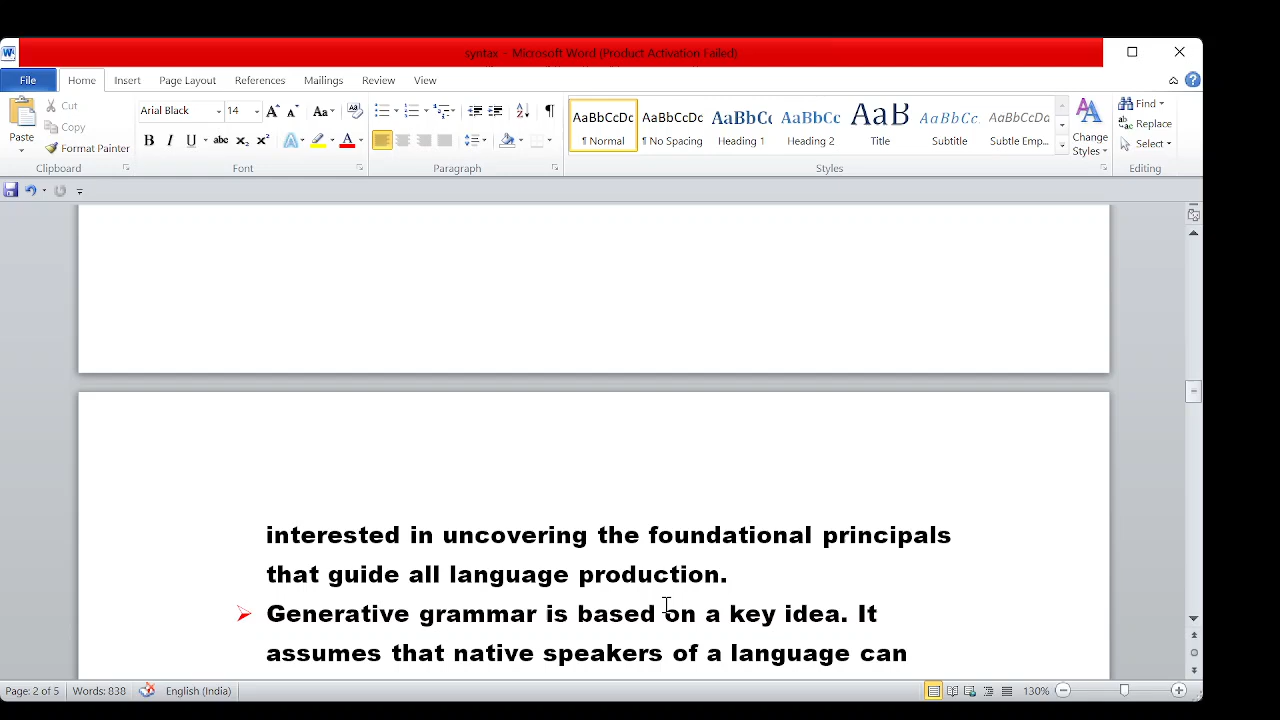 syntax - Microsoft Word (Product Activation Failed)
File Home Insert Page Layout References Mailings Review View
Paste Cut Copy Format Painter
Arial Black 14
AaBbCcDc AaBbCcDc AaBbC AaBbCc AaB AaBbCc. AaBbCcDa
¶ Normal ¶ No Spacing Heading 1 Heading 2 Title Subtitle Subtle Emp...
Change Styles
Find Replace Select
Clipboard Font Paragraph Styles Editing
interested in uncovering the foundational principals
that guide all language production.
Generative grammar is based on a key idea. It
assumes that native speakers of a language can
Page: 2 of 5 Words: 838 English (India) 130%